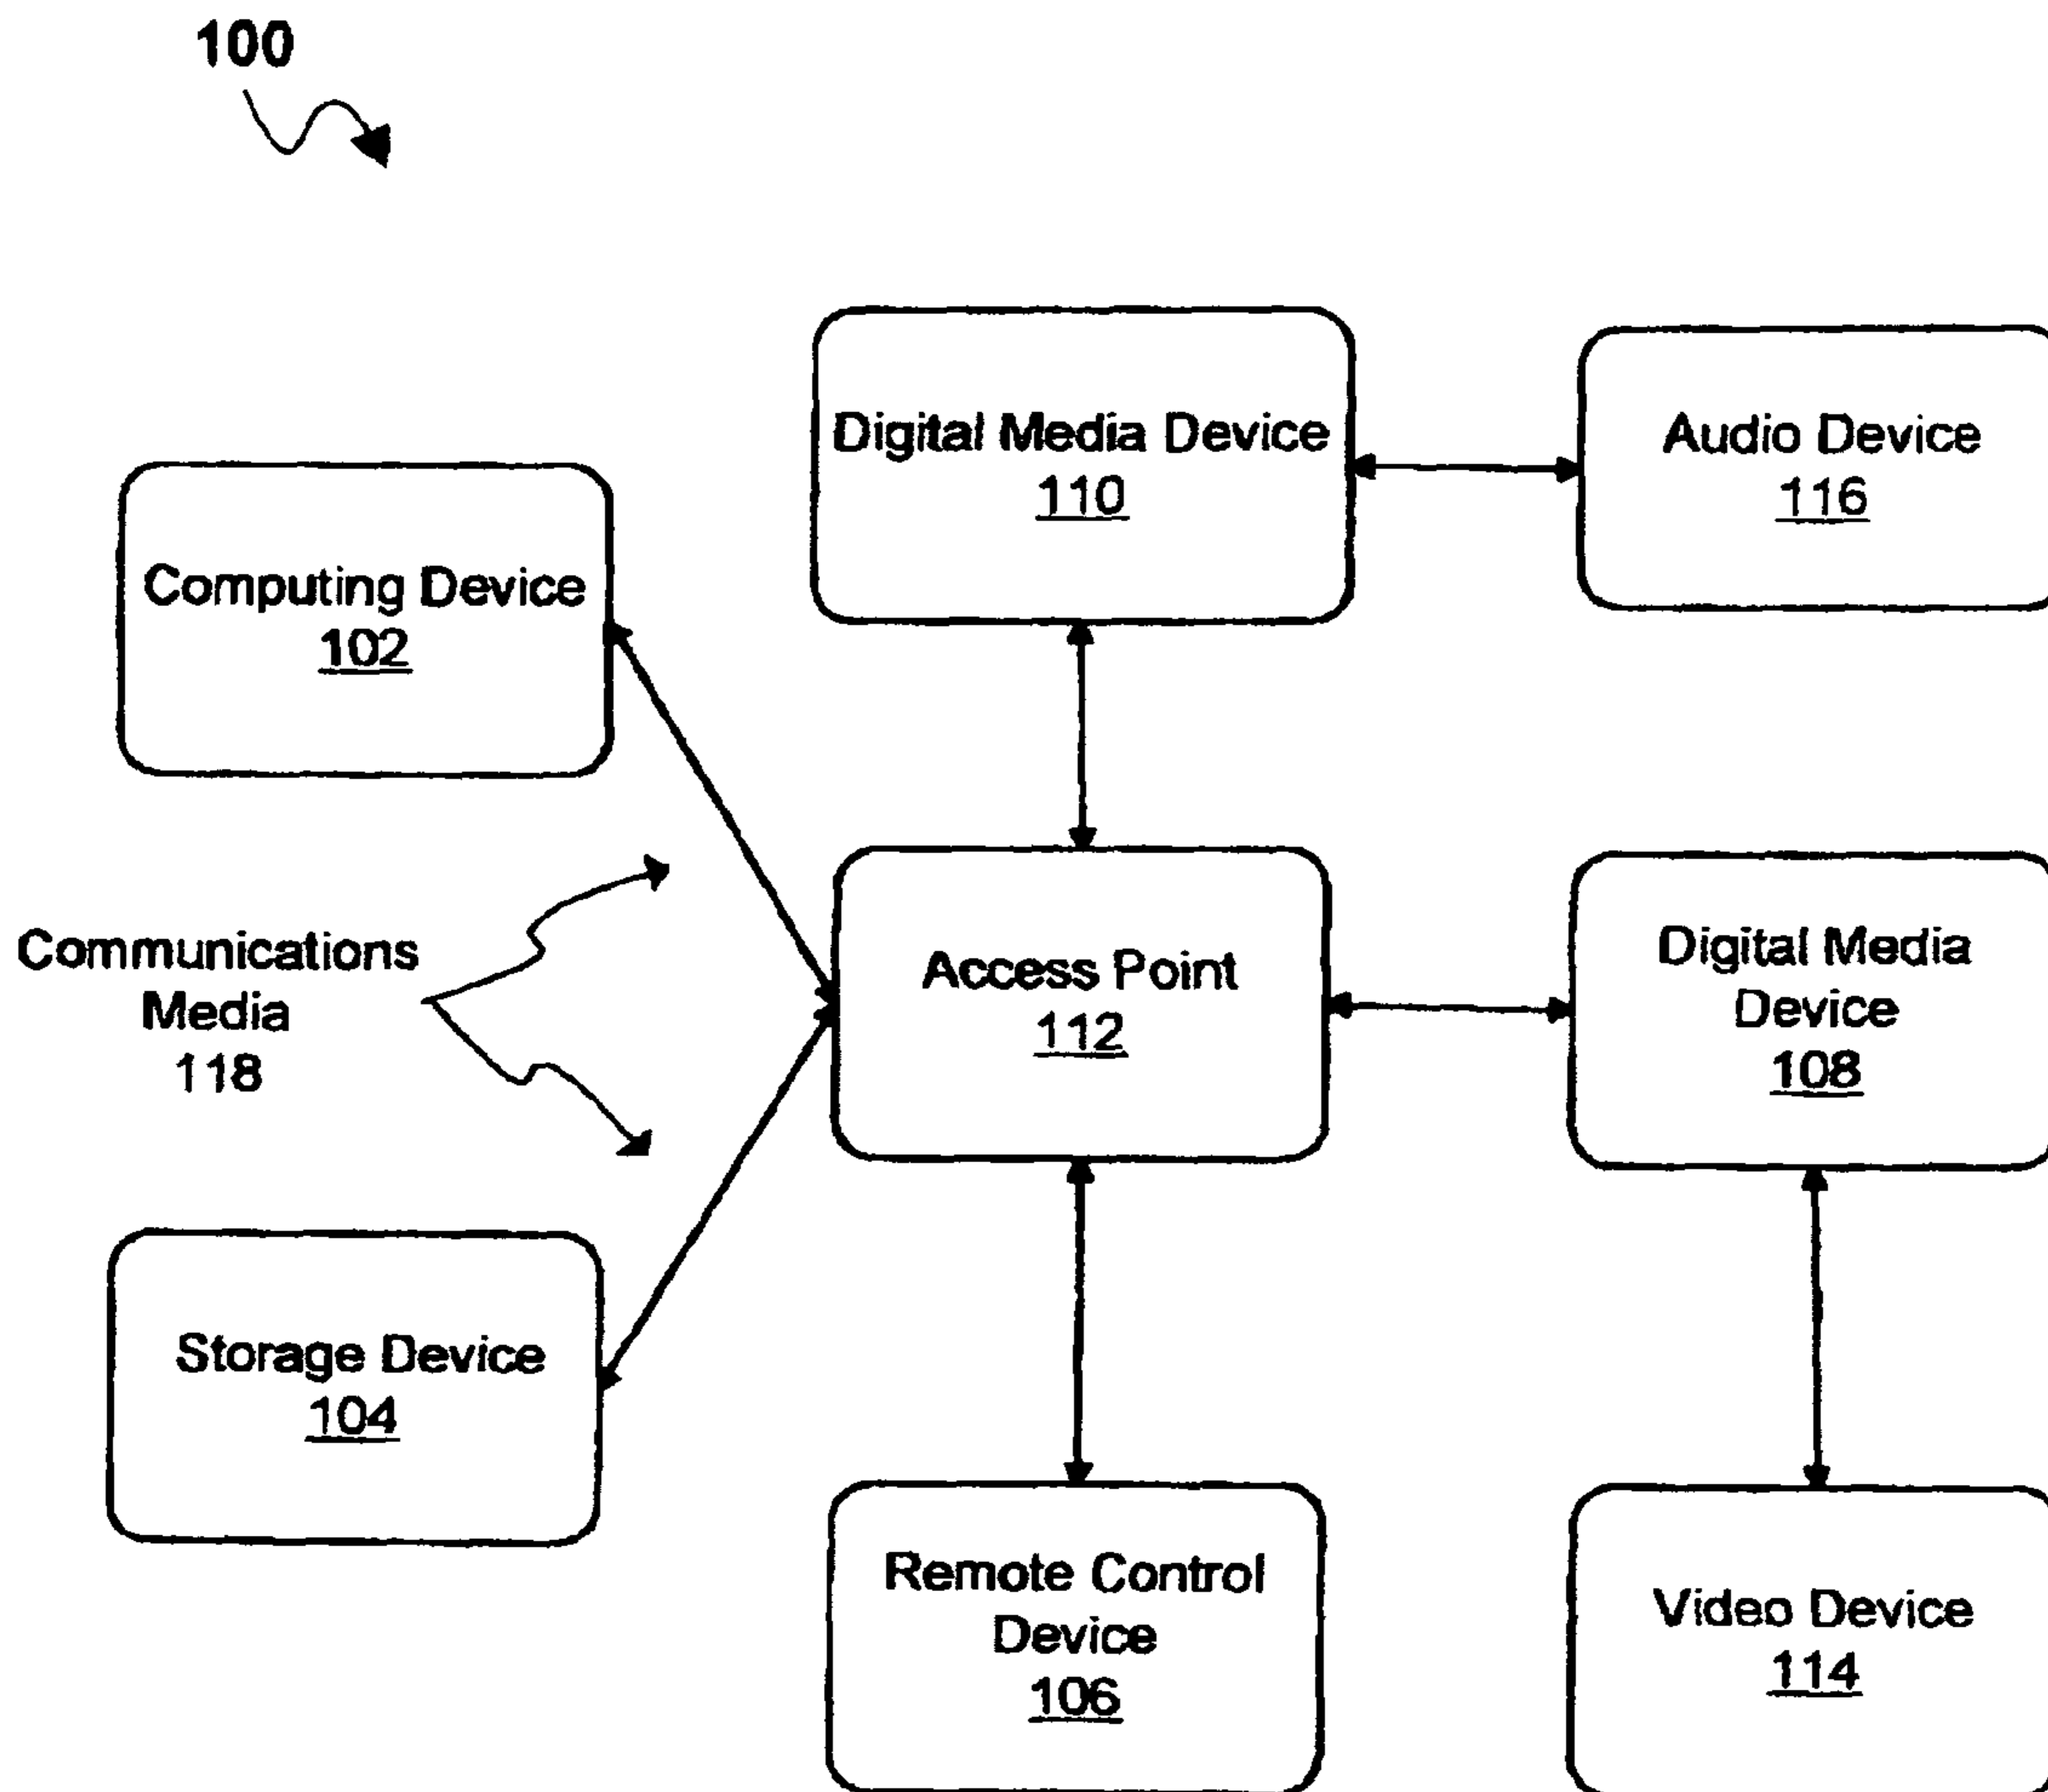 100
Digital Media Device
110
Audio Device
116
Computing Device
102
Communications
Media
118
Access Point
112
Digital Media
Device
108
Storage Device
104
Remote Control
Device
106
Video Device
114